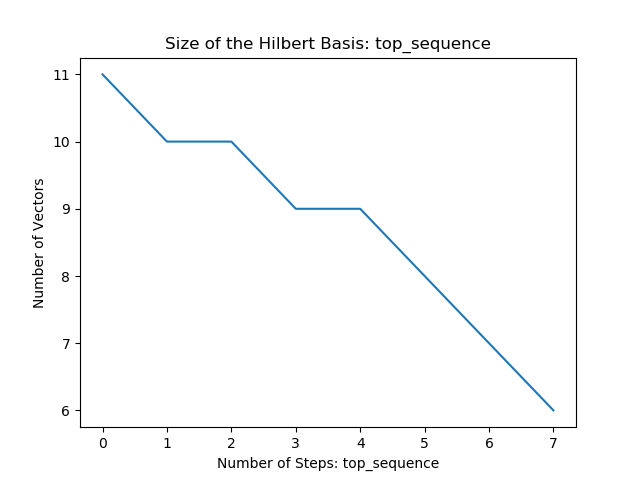 Size of the Hilbert Basis: top_sequence
11
10
9
8
7
6
Number of Vectors
0 1 2 3 4 5 6 7
Number of Steps: top_sequence